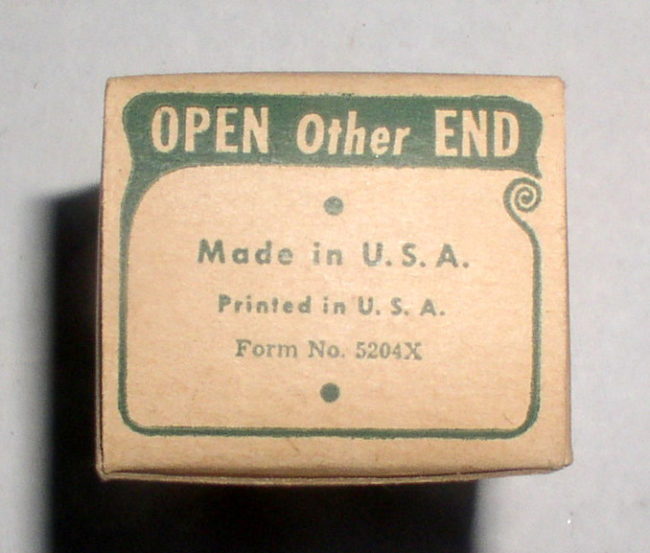 OPEN Other END
Made in U. S. A.
Printed in U. S. A.
Form No. 5204X